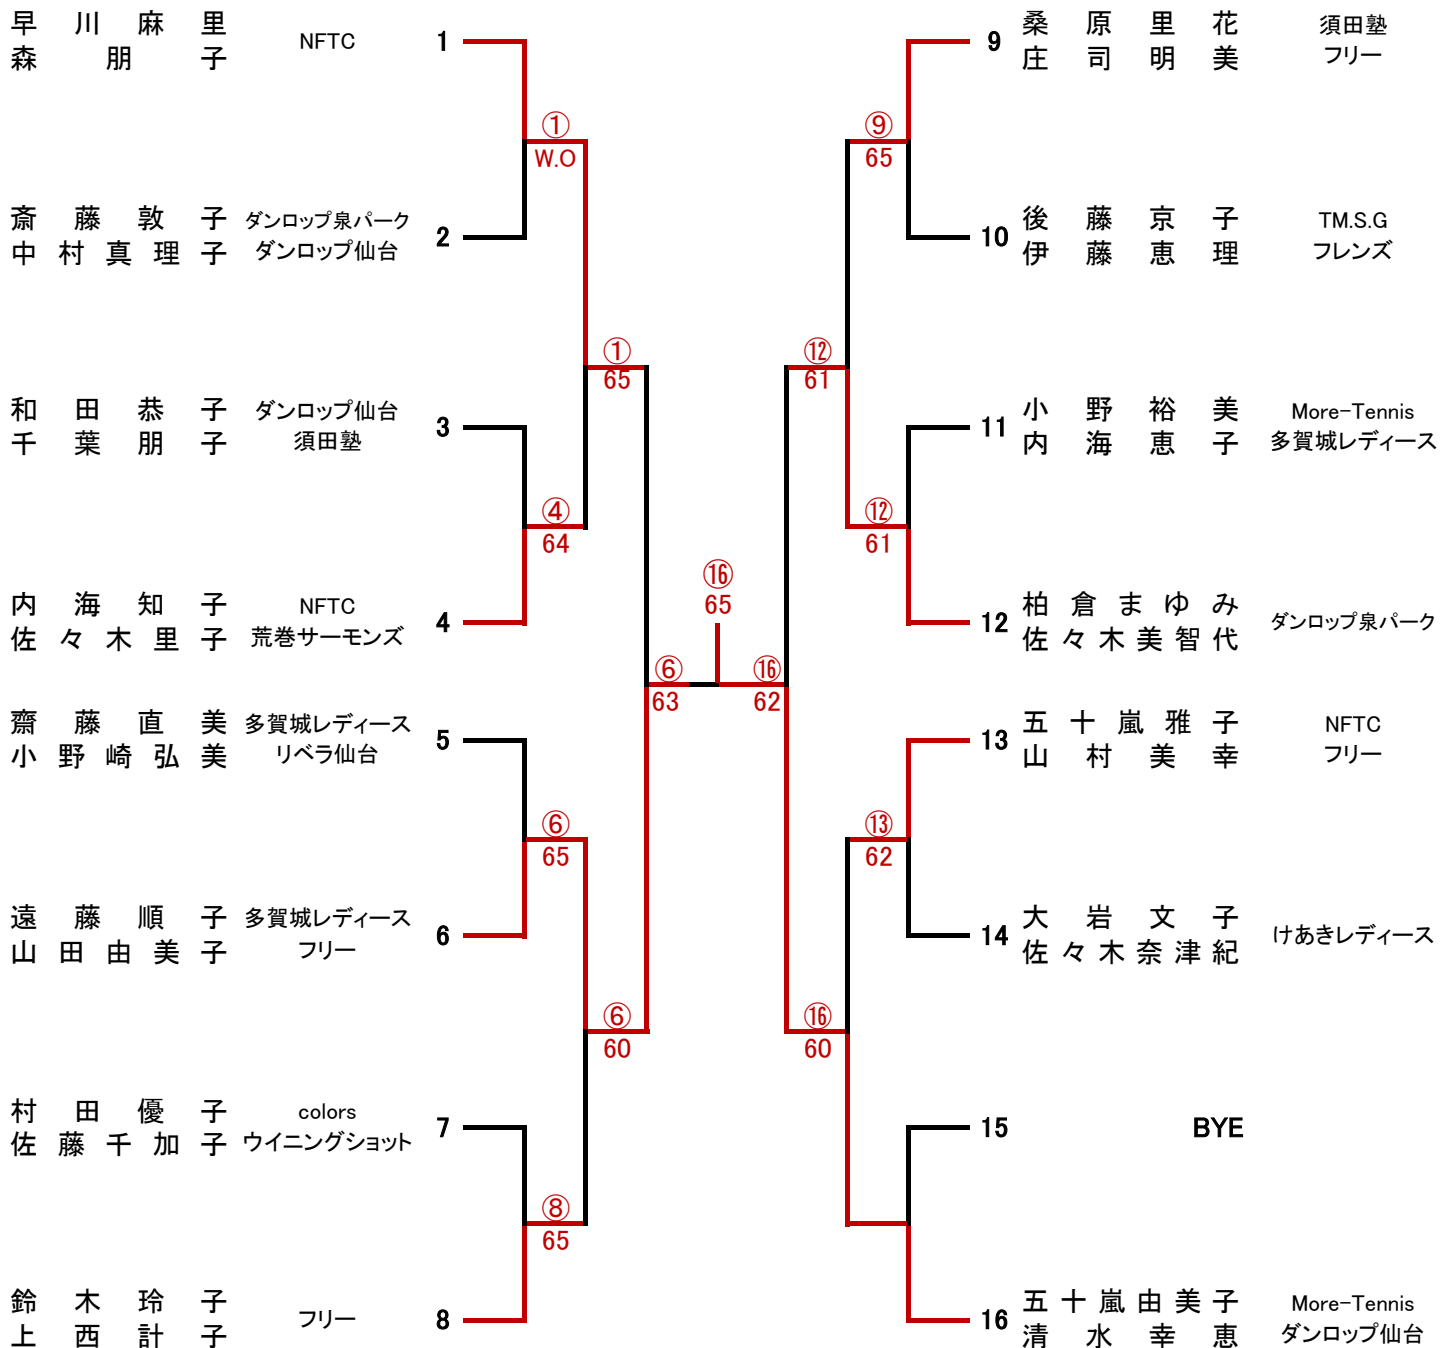 早川麻里
森朋子
NFTC
1
①
W.O
斎藤敦子
中村真理子
ダンロップ泉パーク
ダンロップ仙台
2
①
65
和田恭子
千葉朋子
ダンロップ仙台
須田塾
3
④
64
内海知子
佐々木里子
NFTC
荒巻サーモンズ
4
⑥
63
齋藤直美
小野崎弘美
多賀城レディース
リベラ仙台
5
⑥
65
遠藤順子
山田由美子
多賀城レディース
フリー
6
⑥
60
村田優子
佐藤千加子
colors
ウイニングショット
7
⑧
65
鈴木玲子
上西計子
フリー
8
⑯
65
9
桑原里花
庄司明美
須田塾
フリー
⑨
65
10
後藤京子
伊藤恵理
TM.S.G
フレンズ
⑫
61
11
小野裕美
内海恵子
More-Tennis
多賀城レディース
⑫
61
12
柏倉まゆみ
佐々木美智代
ダンロップ泉パーク
⑯
62
13
五十嵐雅子
山村美幸
NFTC
フリー
⑬
62
14
大岩文子
佐々木奈津紀
けあきレディース
⑯
60
15
BYE
16
五十嵐由美子
清水幸恵
More-Tennis
ダンロップ仙台